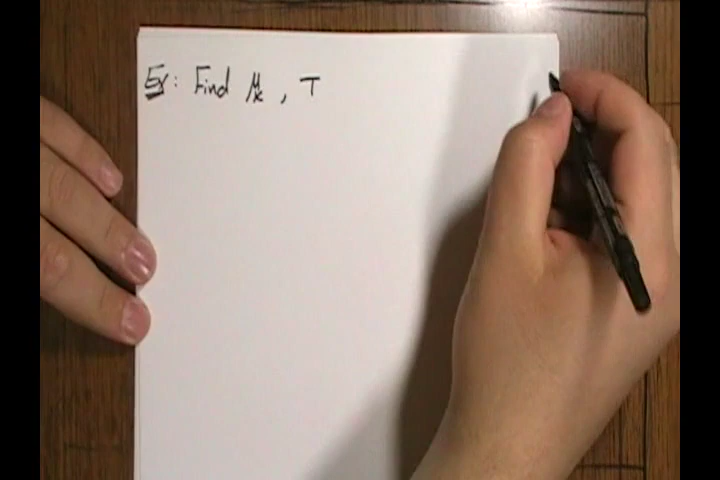 Ex: Find μₖ, T